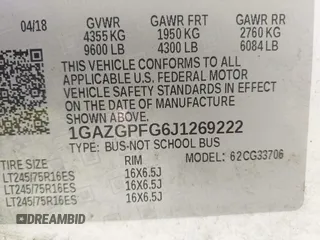 04/18 GVWR GAWR FRT GAWR RR
4355 KG 1950 KG 2760 KG
9600 LB 4300 LB 6084 LB
THIS VEHICLE CONFORMS TO ALL
APPLICABLE U.S. FEDERAL MOTOR
VEHICLE SAFETY STANDARDS IN EFFECT
ON THE DATE OF MANUFACTURE
SHOWN ABOVE.
1GAZGPFG6J1269222
TYPE: BUS-NOT SCHOOL BUS
MODEL: 62CG33706
TIRE SIZE RIM
LT245/75R16ES 16X6.5J
LT245/75R16ES 16X6.5J
LT245/75R16ES 16X6.5J
DREAMBID